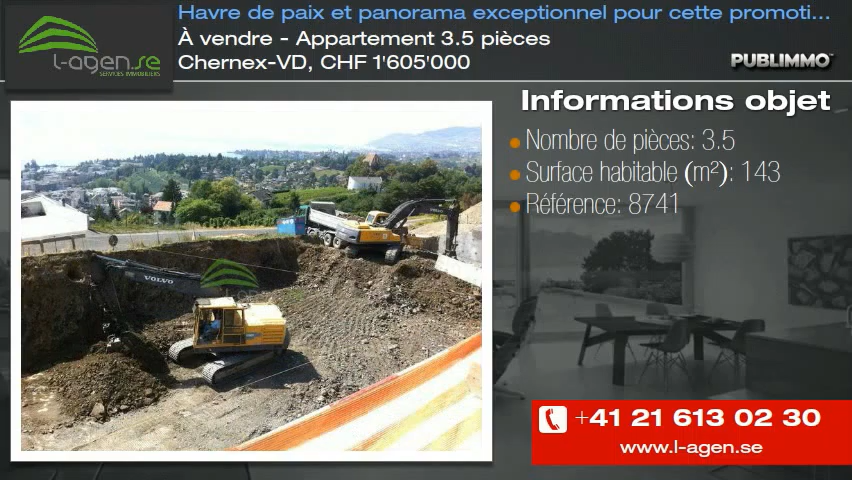 Havre de paix et panorama exceptionnel pour cette promoti...
l-agen.se
SERVICES IMMOBILIERS
À vendre - Appartement 3.5 pièces
Chernex-VD, CHF 1'605'000
PUBLIMMO
Informations objet
Nombre de pièces: 3.5
Surface habitable (m²): 143
Référence: 8741
VOLVO
+41 21 613 02 30
www.l-agen.se